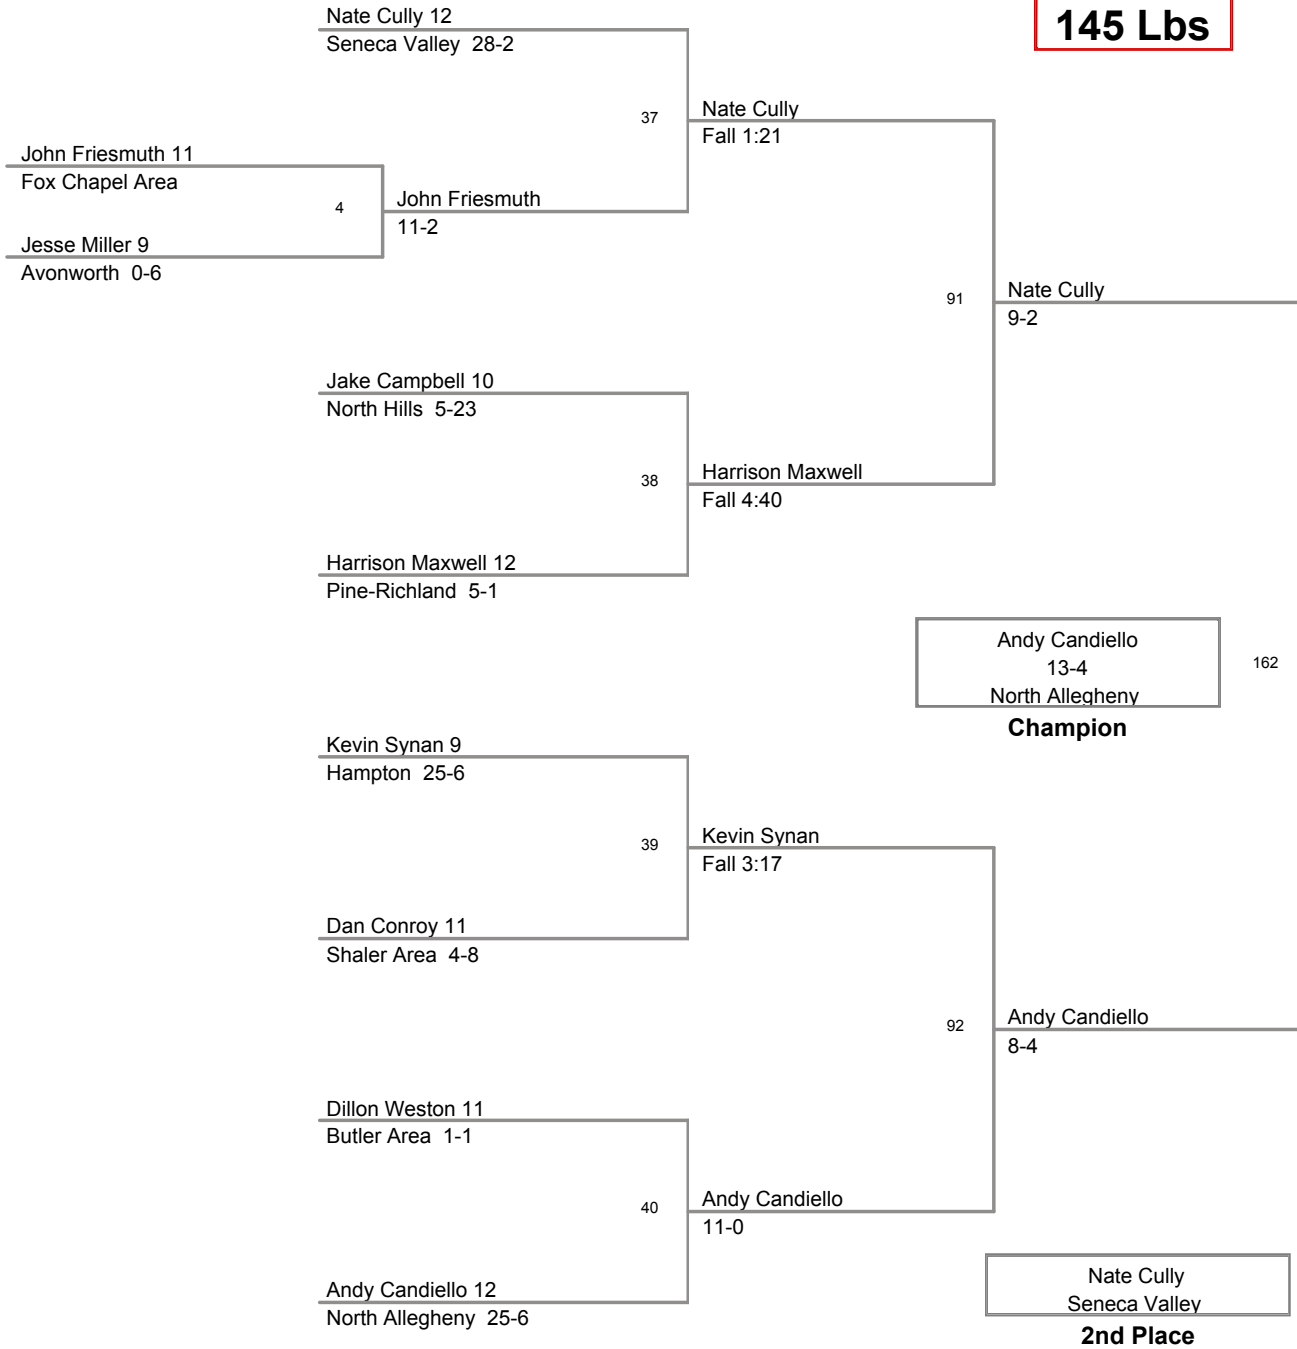 145 Lbs
Nate Cully 12
Seneca Valley 28-2
37
Nate Cully
Fall 1:21
John Friesmuth 11
Fox Chapel Area
4
John Friesmuth
11-2
Jesse Miller 9
Avonworth 0-6
91
Nate Cully
9-2
Jake Campbell 10
North Hills 5-23
38
Harrison Maxwell
Fall 4:40
Harrison Maxwell 12
Pine-Richland 5-1
Andy Candiello
13-4
North Allegheny
162
Champion
Kevin Synan 9
Hampton 25-6
39
Kevin Synan
Fall 3:17
Dan Conroy 11
Shaler Area 4-8
92
Andy Candiello
8-4
Dillon Weston 11
Butler Area 1-1
40
Andy Candiello
11-0
Andy Candiello 12
North Allegheny 25-6
Nate Cully
Seneca Valley
2nd Place